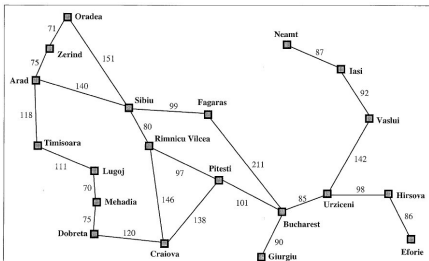 Oradea
Neamt
71
87
Zerind
Iasi
151
75
Arad
140
92
Sibiu
99
Fagaras
Vaslui
118
80
Rimnicu Vilcea
Timisoara
142
111
211
Lugoj
97
Pitesti
70
98
Hirsova
85
146
101
Urziceni
Mehadia
138
86
75
Bucharest
120
Dobreta
90
Craiova
Eforie
Giurgiu